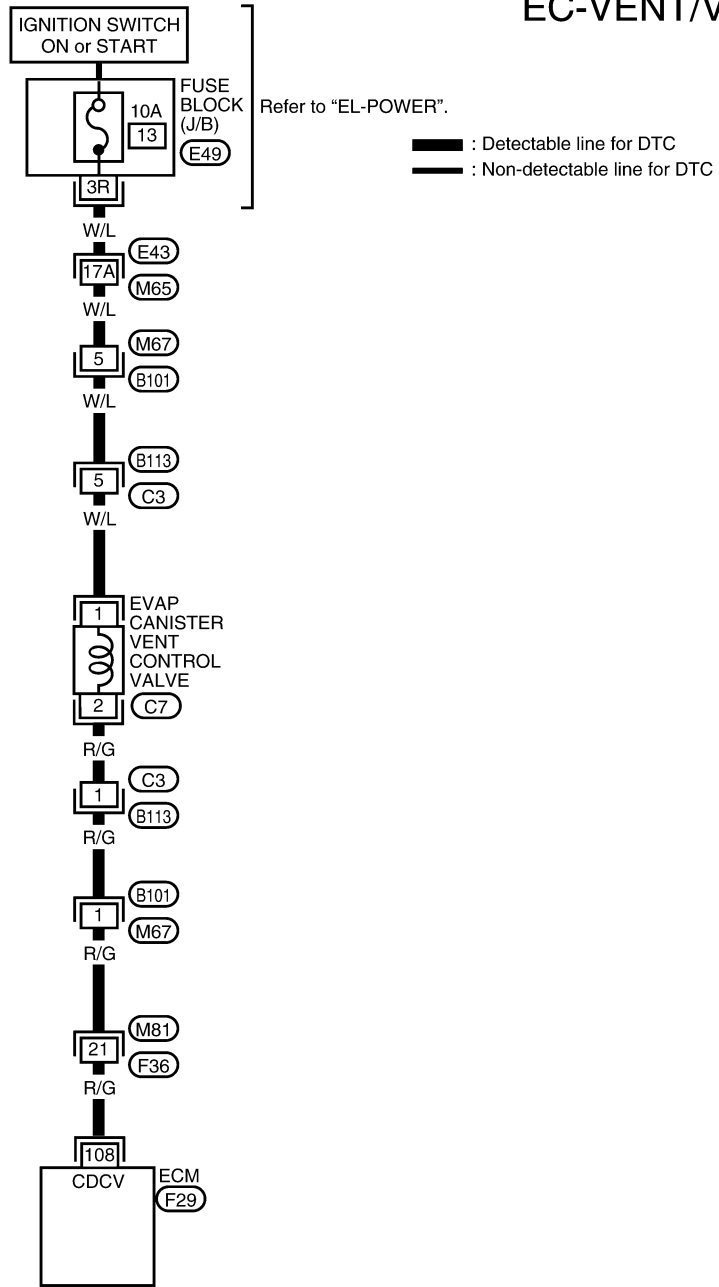 EC-VENT/V
IGNITION SWITCH
ON or START
FUSE
BLOCK
(J/B)
10A
13
E49
Refer to “EL-POWER”.
: Detectable line for DTC
: Non-detectable line for DTC
3R
W/L
E43
17A
M65
W/L
M67
5
B101
W/L
B113
5
C3
W/L
1
EVAP
CANISTER
VENT
CONTROL
VALVE
2
C7
R/G
C3
1
B113
R/G
B101
1
M67
R/G
M81
21
F36
R/G
108
CDCV
ECM
F29